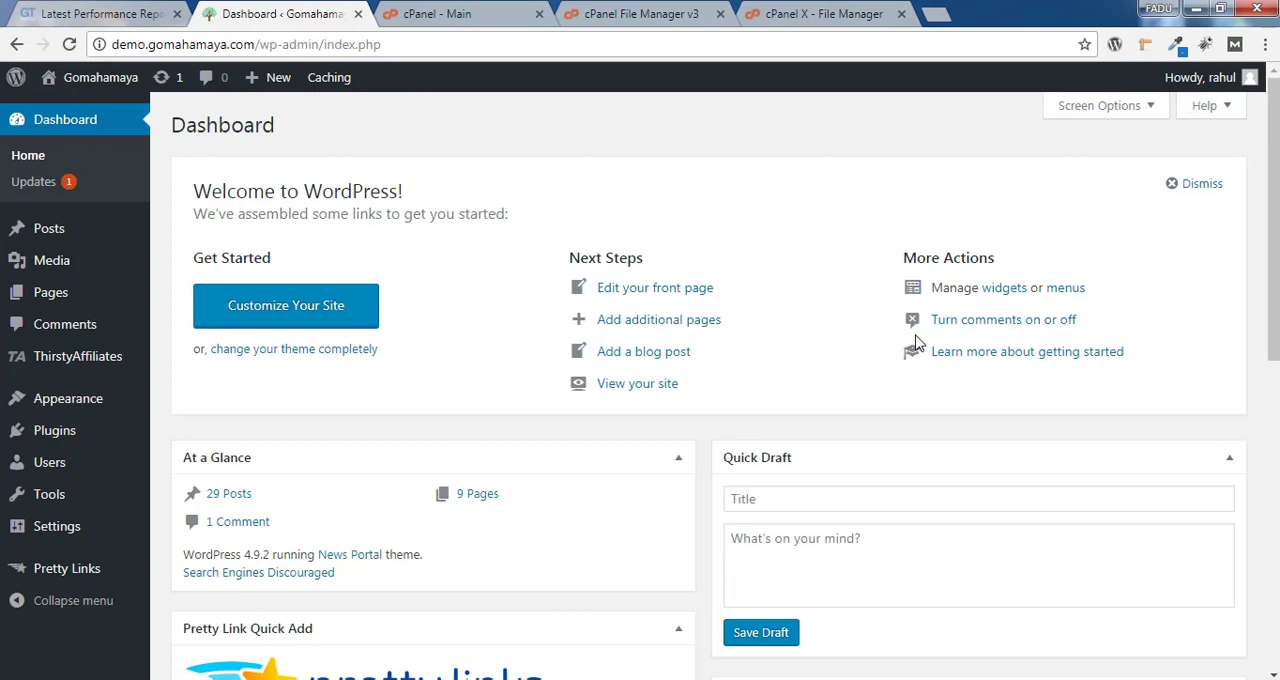 Latest Performance Repo
Dashboard ‹ Gomahama
cPanel - Main
cPanel File Manager v3
cPanel X - File Manager
FADU
demo.gomahamaya.com/wp-admin/index.php
Gomahamaya
1
0
New
Caching
Howdy, rahul
Dashboard
Home
Updates 1
Posts
Media
Pages
Comments
ThirstyAffiliates
Appearance
Plugins
Users
Tools
Settings
Pretty Links
Collapse menu
Screen Options
Help
Dashboard
Welcome to WordPress!
We've assembled some links to get you started:
Dismiss
Get Started
Customize Your Site
or, change your theme completely
Next Steps
Edit your front page
Add additional pages
Add a blog post
View your site
More Actions
Manage widgets or menus
Turn comments on or off
Learn more about getting started
At a Glance
29 Posts
9 Pages
1 Comment
WordPress 4.9.2 running News Portal theme.
Search Engines Discouraged
Pretty Link Quick Add
pretty links
Quick Draft
Title
What's on your mind?
Save Draft